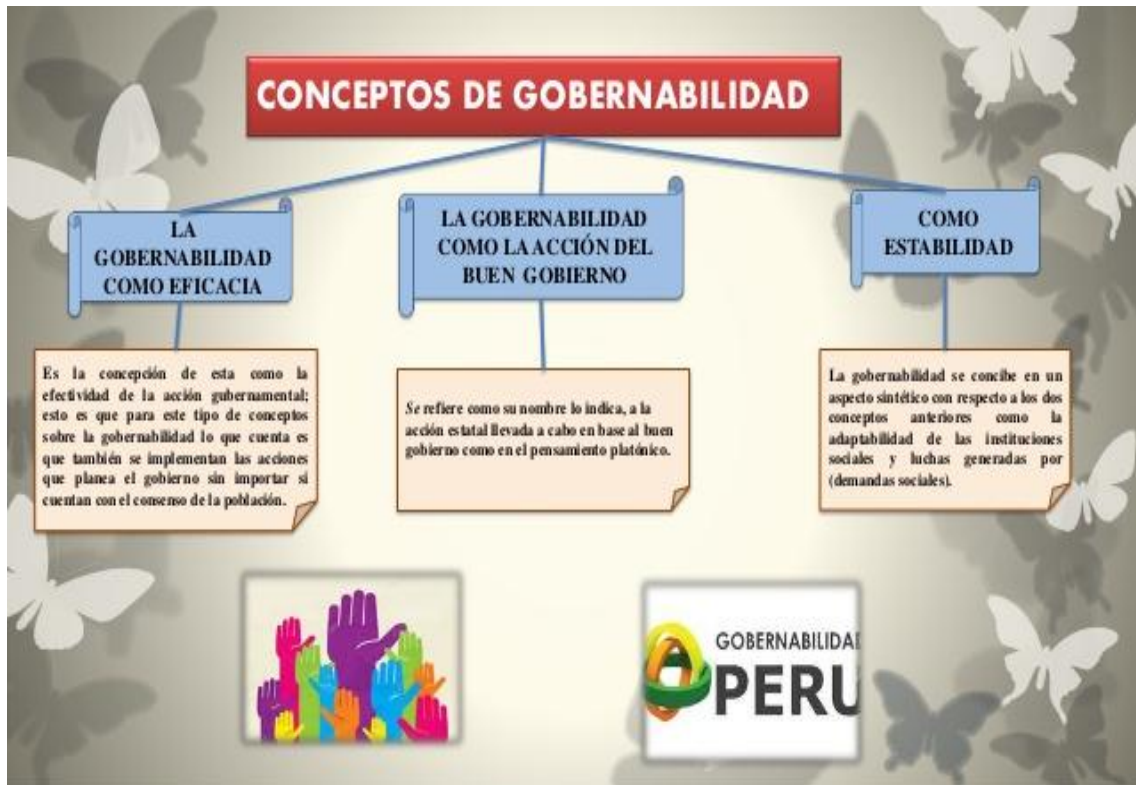 CONCEPTOS DE GOBERNABILIDAD
LA
GOBERNABILIDAD
COMO EFICACIA
LA GOBERNABILIDAD
COMO LA ACCIÓN DEL
BUEN GOBIERNO
COMO
ESTABILIDAD
Es la concepción de esta como la
efectividad de la acción gubernamental;
esto es que para este tipo de conceptos
sobre la gobernabilidad lo que cuenta es
que también se implementan las acciones
que planea el gobierno sin importar si
cuentan con el consenso de la población.
Se refiere como su nombre lo indica, a la
acción estatal llevada a cabo en base al buen
gobierno como en el pensamiento platónico.
La gobernabilidad se concibe en un
aspecto sintético con respecto a los dos
conceptos anteriores como la
adaptabilidad de las instituciones
sociales y luchas generadas por
(demandas sociales).
GOBERNABILIDAD
PERU